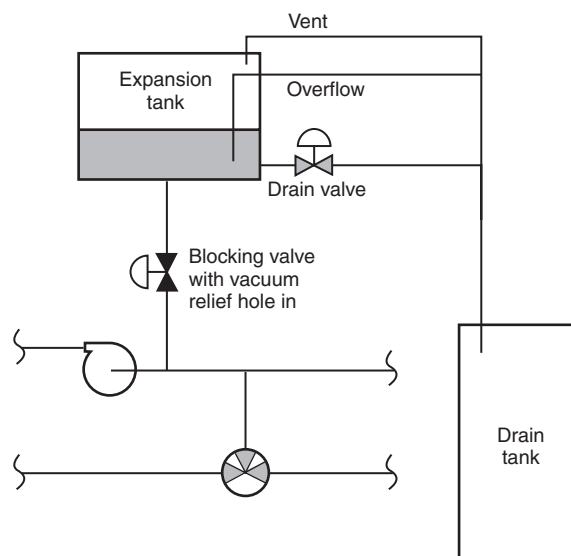 Vent
Expansion
tank
Overflow
Drain valve
Blocking valve
with vacuum
relief hole in
Drain
tank